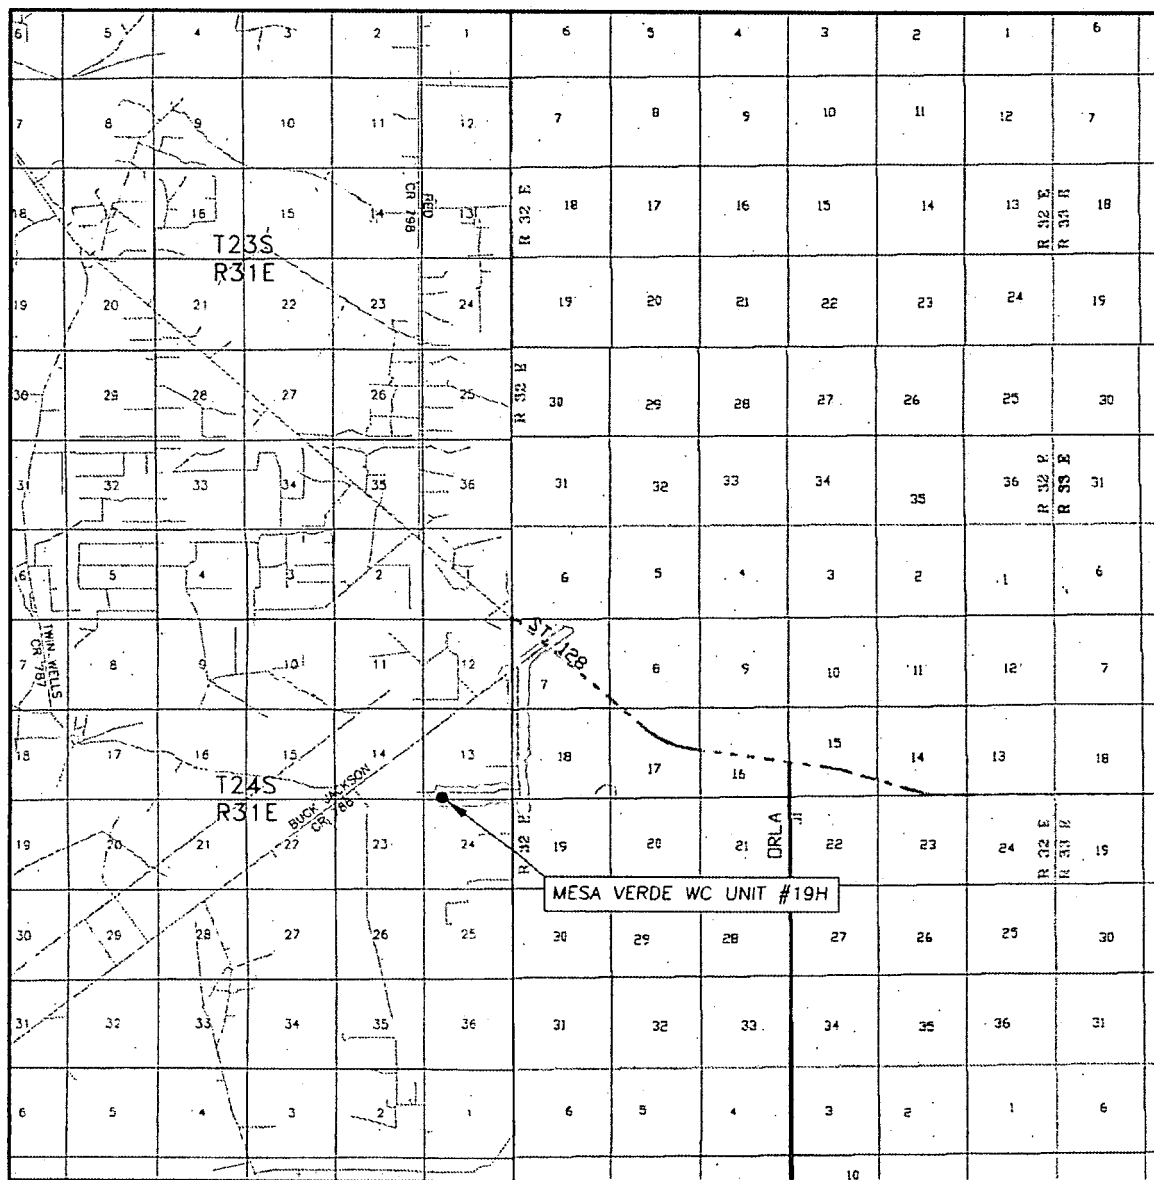 6 5 4 3 2 1 6 5 4 3 2 1 6
7 8 9 10 11 12 7 8 9 10 11 12 7
18 17 16 15 14 13 18 17 16 15 14 13 18
RED
CR 798
R 32 E
R 32 E
R 33 E
T23S
R31E
19 20 21 22 23 24 19 20 21 22 23 24 19
30 29 28 27 26 25 30 29 28 27 26 25 30
R 32 E
31 32 33 34 35 36 31 32 33 34 35 36 31
R 32 E
R 33 E
6 5 4 3 2 1 6 5 4 3 2 1 6
ST 128
TWIN WELLS
CR 787
7 8 9 10 11 12 7 8 9 10 11 12 7
18 17 16 15 14 13 18 17 16 15 14 13 18
T24S
R31E
BUCK JACKSON
CR 786
19 20 21 22 23 24 19 20 21 22 23 24 19
R 32 E
ORLA
R 32 E
R 33 E
MESA VERDE WC UNIT #19H
30 29 28 27 26 25 30 29 28 27 26 25 30
31 32 33 34 35 36 31 32 33 34 35 36 31
6 5 4 3 2 1 6 5 4 3 2 1 6
10